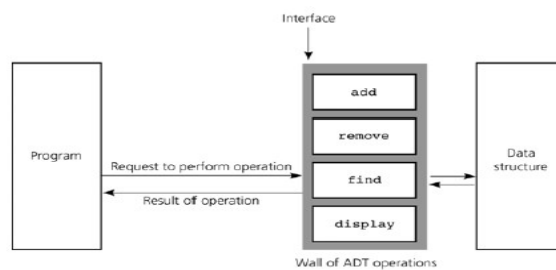 Interface
add
remove
Program
Request to perform operation
Result of operation
find
display
Data
structure
Wall of ADT operations